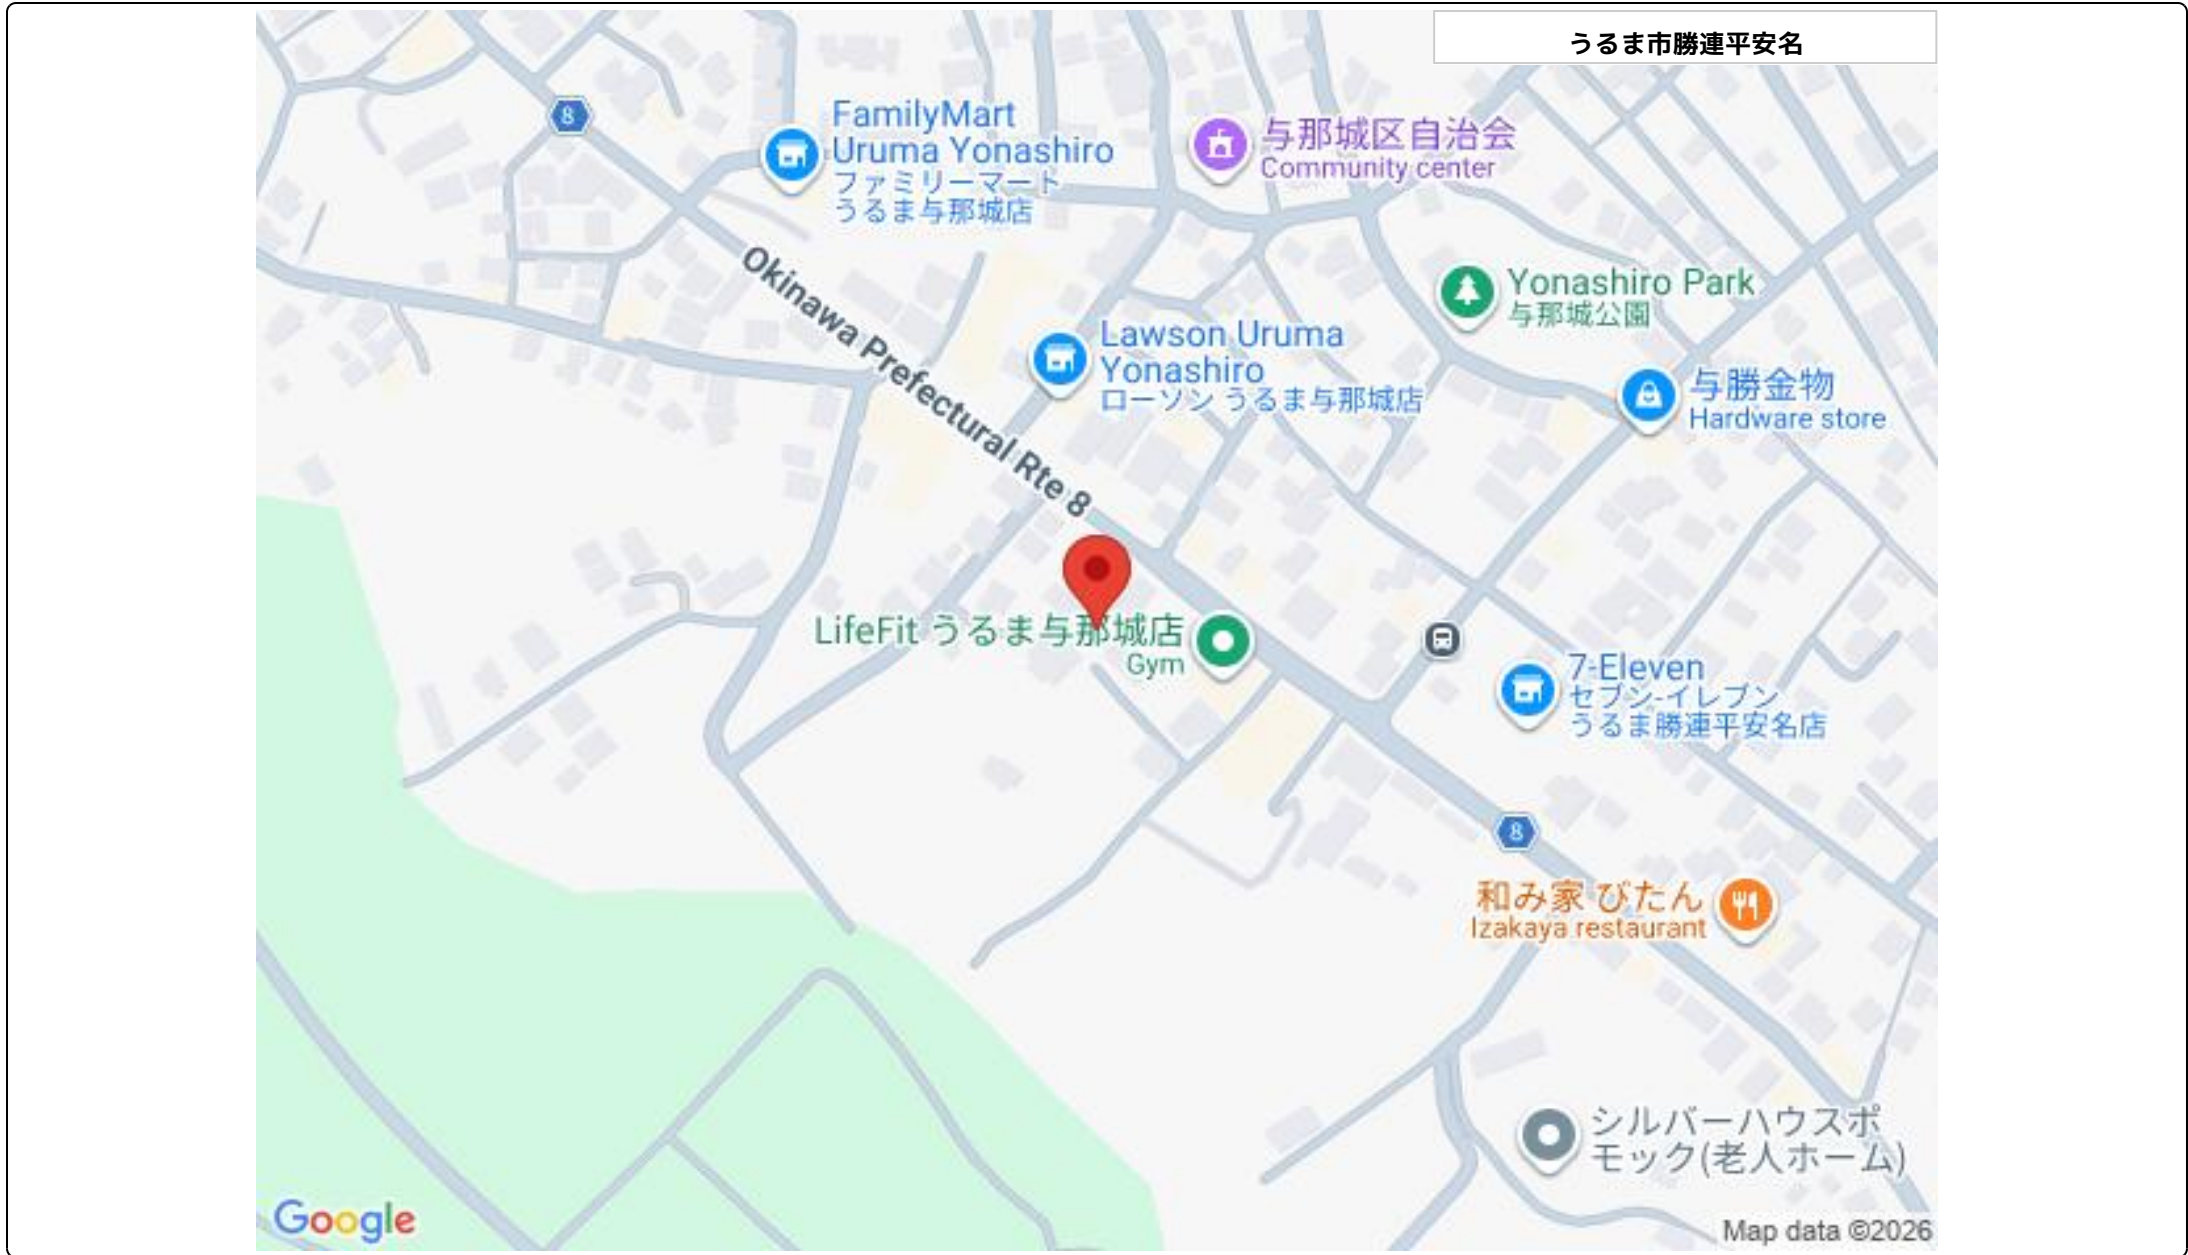 うるま市勝連平安名
8
FamilyMart
Uruma Yonashiro
ファミリーマート
うるま与那城店
与那城区自治会
Community center
Okinawa Prefectural Rte 8
Yonashiro Park
与那城公園
Lawson Uruma
Yonashiro
ローソン うるま与那城店
与勝金物
Hardware store
LifeFit うるま与那城店
Gym
7-Eleven
セブン-イレブン
うるま勝連平安名店
8
和み家 びたん
Izakaya restaurant
シルバーハウスポ
モック(老人ホーム)
Google
Map data ©2026